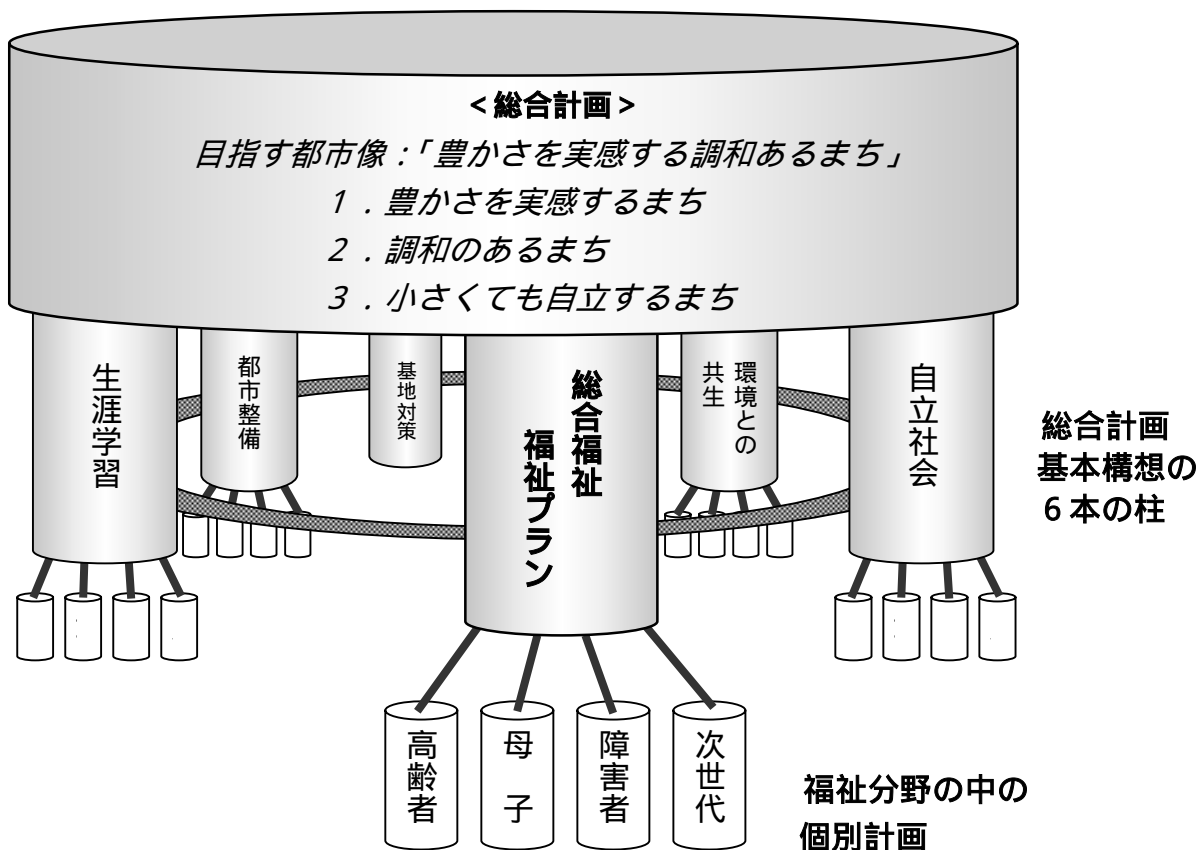 ＜総合計画＞
目指す都市像：「豊かさを実感する調和あるまち」
１．豊かさを実感するまち
２．調和のあるまち
３．小さくても自立するまち
生涯学習
都市整備
基地対策
総合福祉
福祉プラン
環境との
共生
自立社会
総合計画
基本構想の
６本の柱
高齢者
母　子
障害者
次世代
福祉分野の中の
個別計画